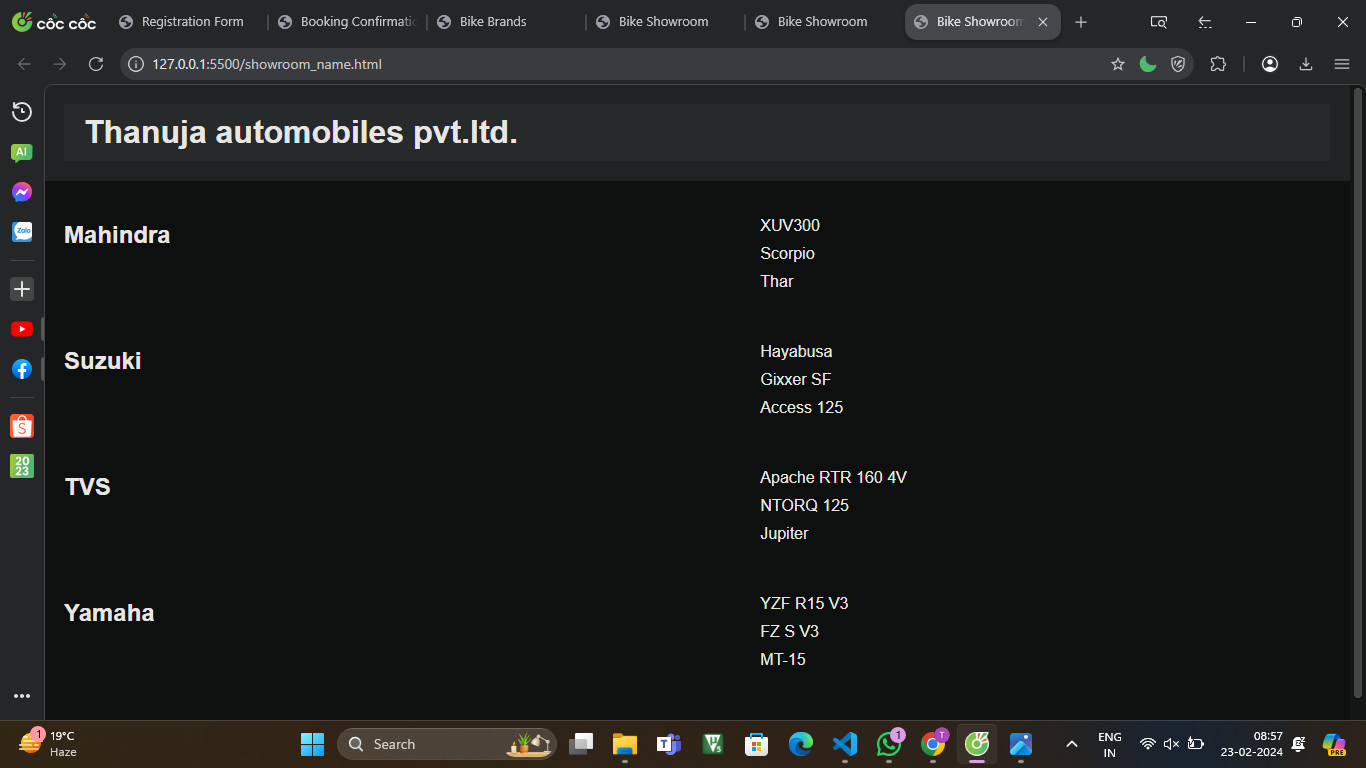 cốc cốc
Registration Form
Booking Confirmatio
Bike Brands
Bike Showroom
Bike Showroom
Bike Showroom
127.0.0.1:5500/showroom_name.html
AI
Zalo
S
20
23
Thanuja automobiles pvt.ltd.
Mahindra
XUV300
Scorpio
Thar
Suzuki
Hayabusa
Gixxer SF
Access 125
TVS
Apache RTR 160 4V
NTORQ 125
Jupiter
Yamaha
YZF R15 V3
FZ S V3
MT-15
1
19°C
Haze
Search
T
1
T
ENG
IN
08:57
23-02-2024
PRE